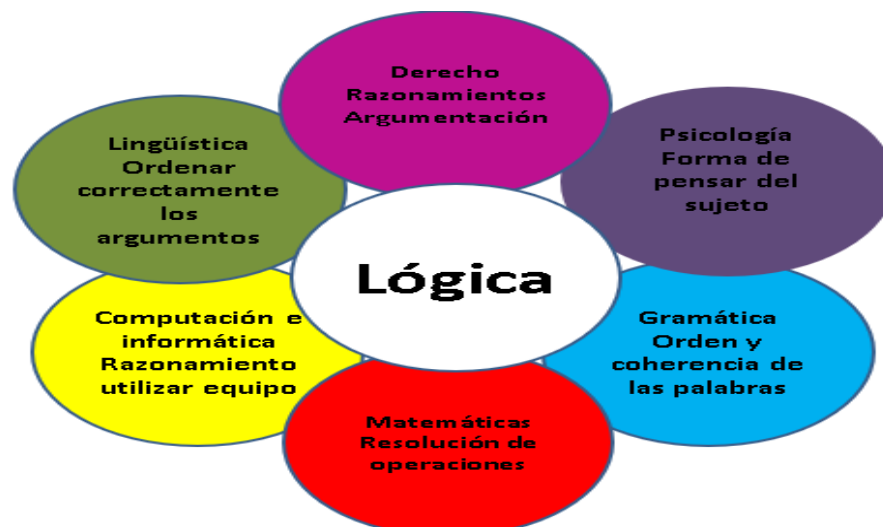 Derecho
Razonamientos
Argumentación
Psicología
Forma de
pensar del
sujeto
Gramática
Orden y
coherencia de
las palabras
Matemáticas
Resolución de
operaciones
Computación e
informática
Razonamiento
utilizar equipo
Lingüística
Ordenar
correctamente
los
argumentos
Lógica